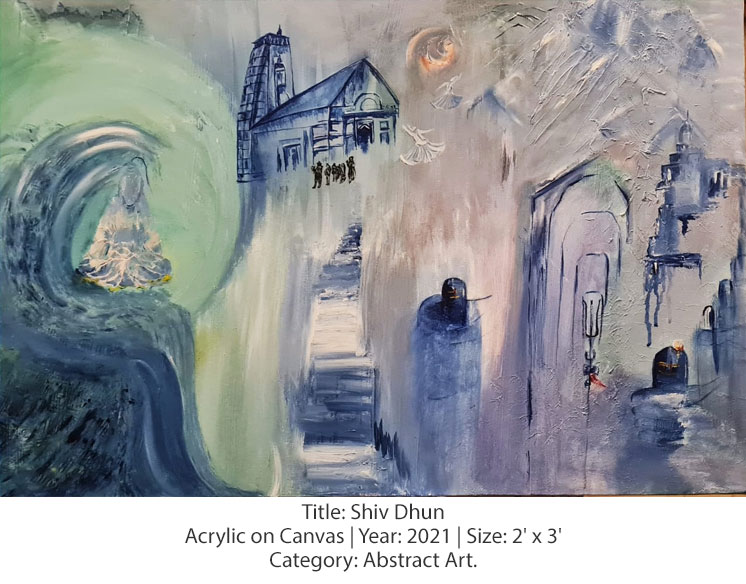 Title: Shiv Dhun
Acrylic on Canvas | Year: 2021 | Size: 2' x 3'
Category: Abstract Art.